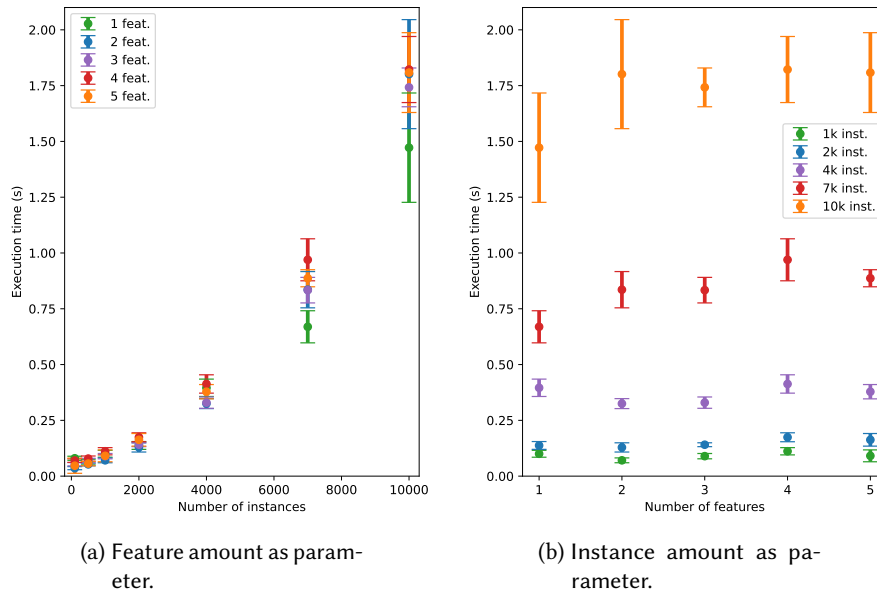 2.00
1.75
1.50
1.25
1.00
0.75
0.50
0.25
0.00
Execution time (s)
1 feat.
2 feat.
3 feat.
4 feat.
5 feat.
0 2000 4000 6000 8000 10000
Number of instances
(a) Feature amount as param-
eter.
2.00
1.75
1.50
1.25
1.00
0.75
0.50
0.25
0.00
Execution time (s)
1k inst.
2k inst.
4k inst.
7k inst.
10k inst.
1 2 3 4 5
Number of features
(b) Instance amount as pa-
rameter.